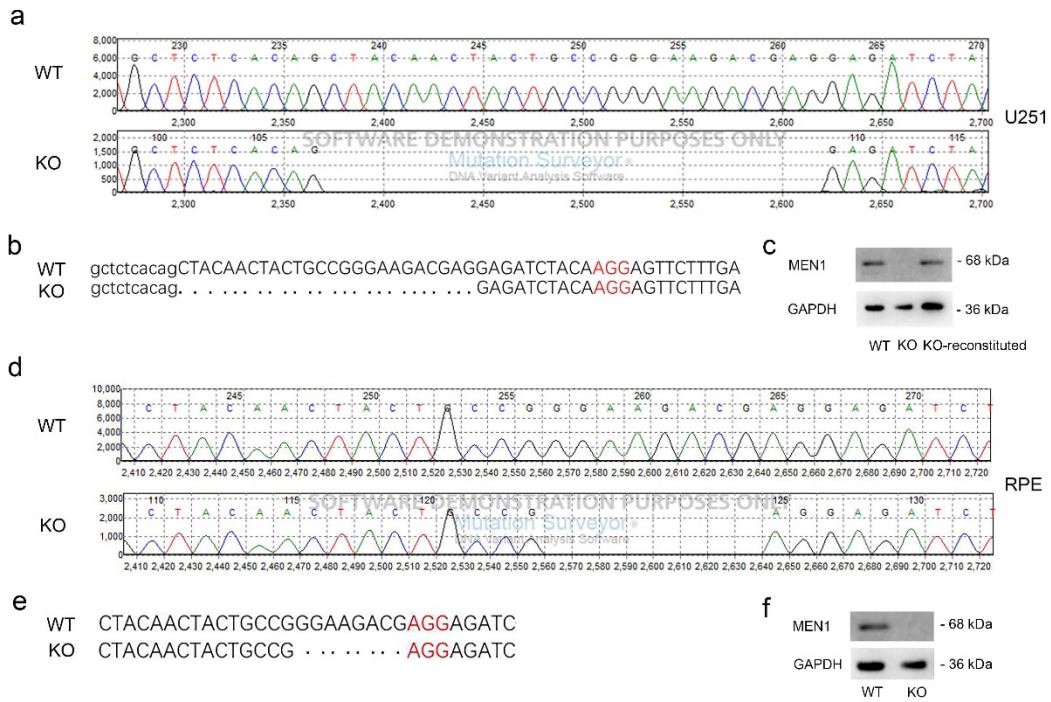 a
8,000 230 235 240 245 250 255 260 265 270
G C T C T C A C A G C T A C A A C T A C T G C C G G G A A G A C G A G G A G A T C T A
6,000
WT
4,000
2,000
0
2,300 2,350 2,400 2,450 2,500 2,550 2,600 2,650 2,700
U251
2,000 100 105 110 115
SOFTWARE DEMONSTRATION PURPOSES ONLY
KO
1,500 G C T C T C A C A G G A G A T C T A
Mutation Surveyor®
1,000
DNA Variant Analysis Software
500
0
2,300 2,350 2,400 2,450 2,500 2,550 2,600 2,650 2,700
b
WT gctctcacagCTACAACTACTGCCGGGAAGACGAGGAGATCTACAAGGAGTTCTTTGA
KO gctctcacag. . . . . . . . . . . . . . . . . . . . . . . . GAGATCTACAAGGAGTTCTTTGA
c
MEN1 - 68 kDa
GAPDH - 36 kDa
WT KO KO-reconstituted
d
10,000 245 250 255 260 265 270
C T A C A A C T A C T G C C G G G A A G A C G A G G A G A T C T
8,000
WT
6,000
4,000
2,000
0
2,410 2,420 2,430 2,440 2,450 2,460 2,470 2,480 2,490 2,500 2,510 2,520 2,530 2,540 2,550 2,560 2,570 2,580 2,590 2,600 2,610 2,620 2,630 2,640 2,650 2,660 2,670 2,680 2,690 2,700 2,710 2,720
RPE
3,000 110 115 120 125 130
SOFTWARE DEMONSTRATION PURPOSES ONLY
KO
C T A C A A C T A C T G C C G A G G A G A T C T
2,000
Mutation Surveyor®
1,000
DNA Variant Analysis Software
0
2,410 2,420 2,430 2,440 2,450 2,460 2,470 2,480 2,490 2,500 2,510 2,520 2,530 2,540 2,550 2,560 2,570 2,580 2,590 2,600 2,610 2,620 2,630 2,640 2,650 2,660 2,670 2,680 2,690 2,700 2,710 2,720
e
WT CTACAACTACTGCCGGGAAGACGAGGAGATC
KO CTACAACTACTGCCG . . . . . . . . AGGAGATC
f
MEN1 - 68 kDa
GAPDH - 36 kDa
WT KO